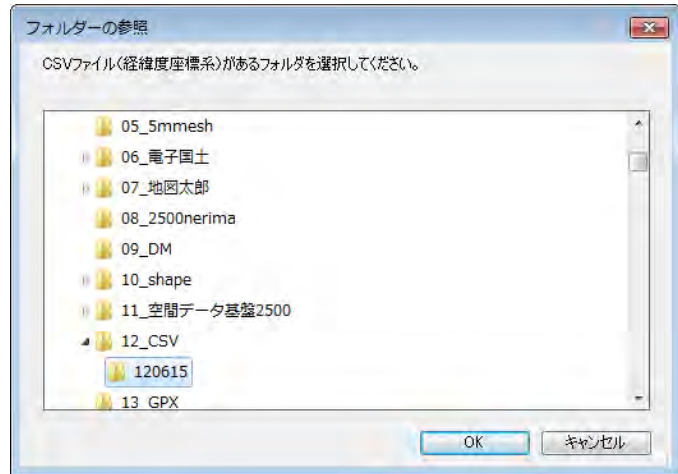 フォルダーの参照
CSVファイル(経緯度座標系)があるフォルダを選択してください。
05_5mmesh
06_電子国土
07_地図太郎
08_2500nerima
09_DM
10_shape
11_空間データ基盤2500
12_CSV
120615
13_GPX
OK
キャンセル